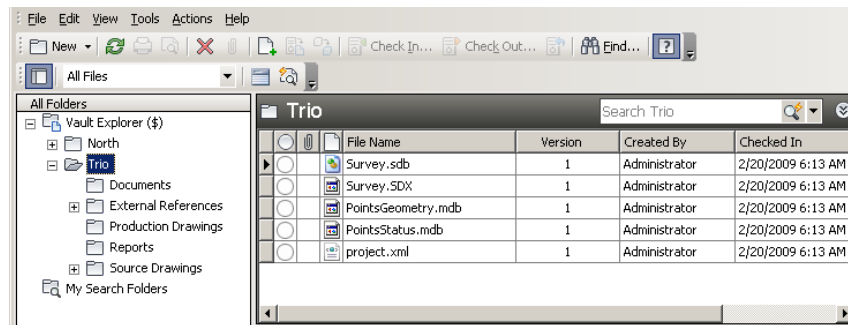 File Edit View Tools Actions Help
New Check In... Check Out... Find...
All Files
All Folders
Trio
Search Trio
Vault Explorer ($)
North
Trio
Documents
External References
Production Drawings
Reports
Source Drawings
My Search Folders
File Name Version Created By Checked In
Survey.sdb 1 Administrator 2/20/2009 6:13 AM
Survey.SDX 1 Administrator 2/20/2009 6:13 AM
PointsGeometry.mdb 1 Administrator 2/20/2009 6:13 AM
PointsStatus.mdb 1 Administrator 2/20/2009 6:13 AM
project.xml 1 Administrator 2/20/2009 6:13 AM